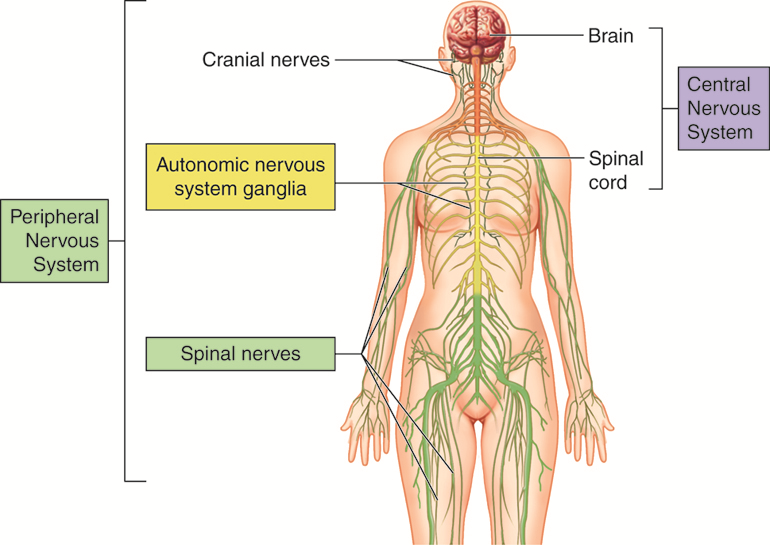 Cranial nerves
Brain
Central
Nervous
System
Autonomic nervous
system ganglia
Spinal
cord
Peripheral
Nervous
System
Spinal nerves